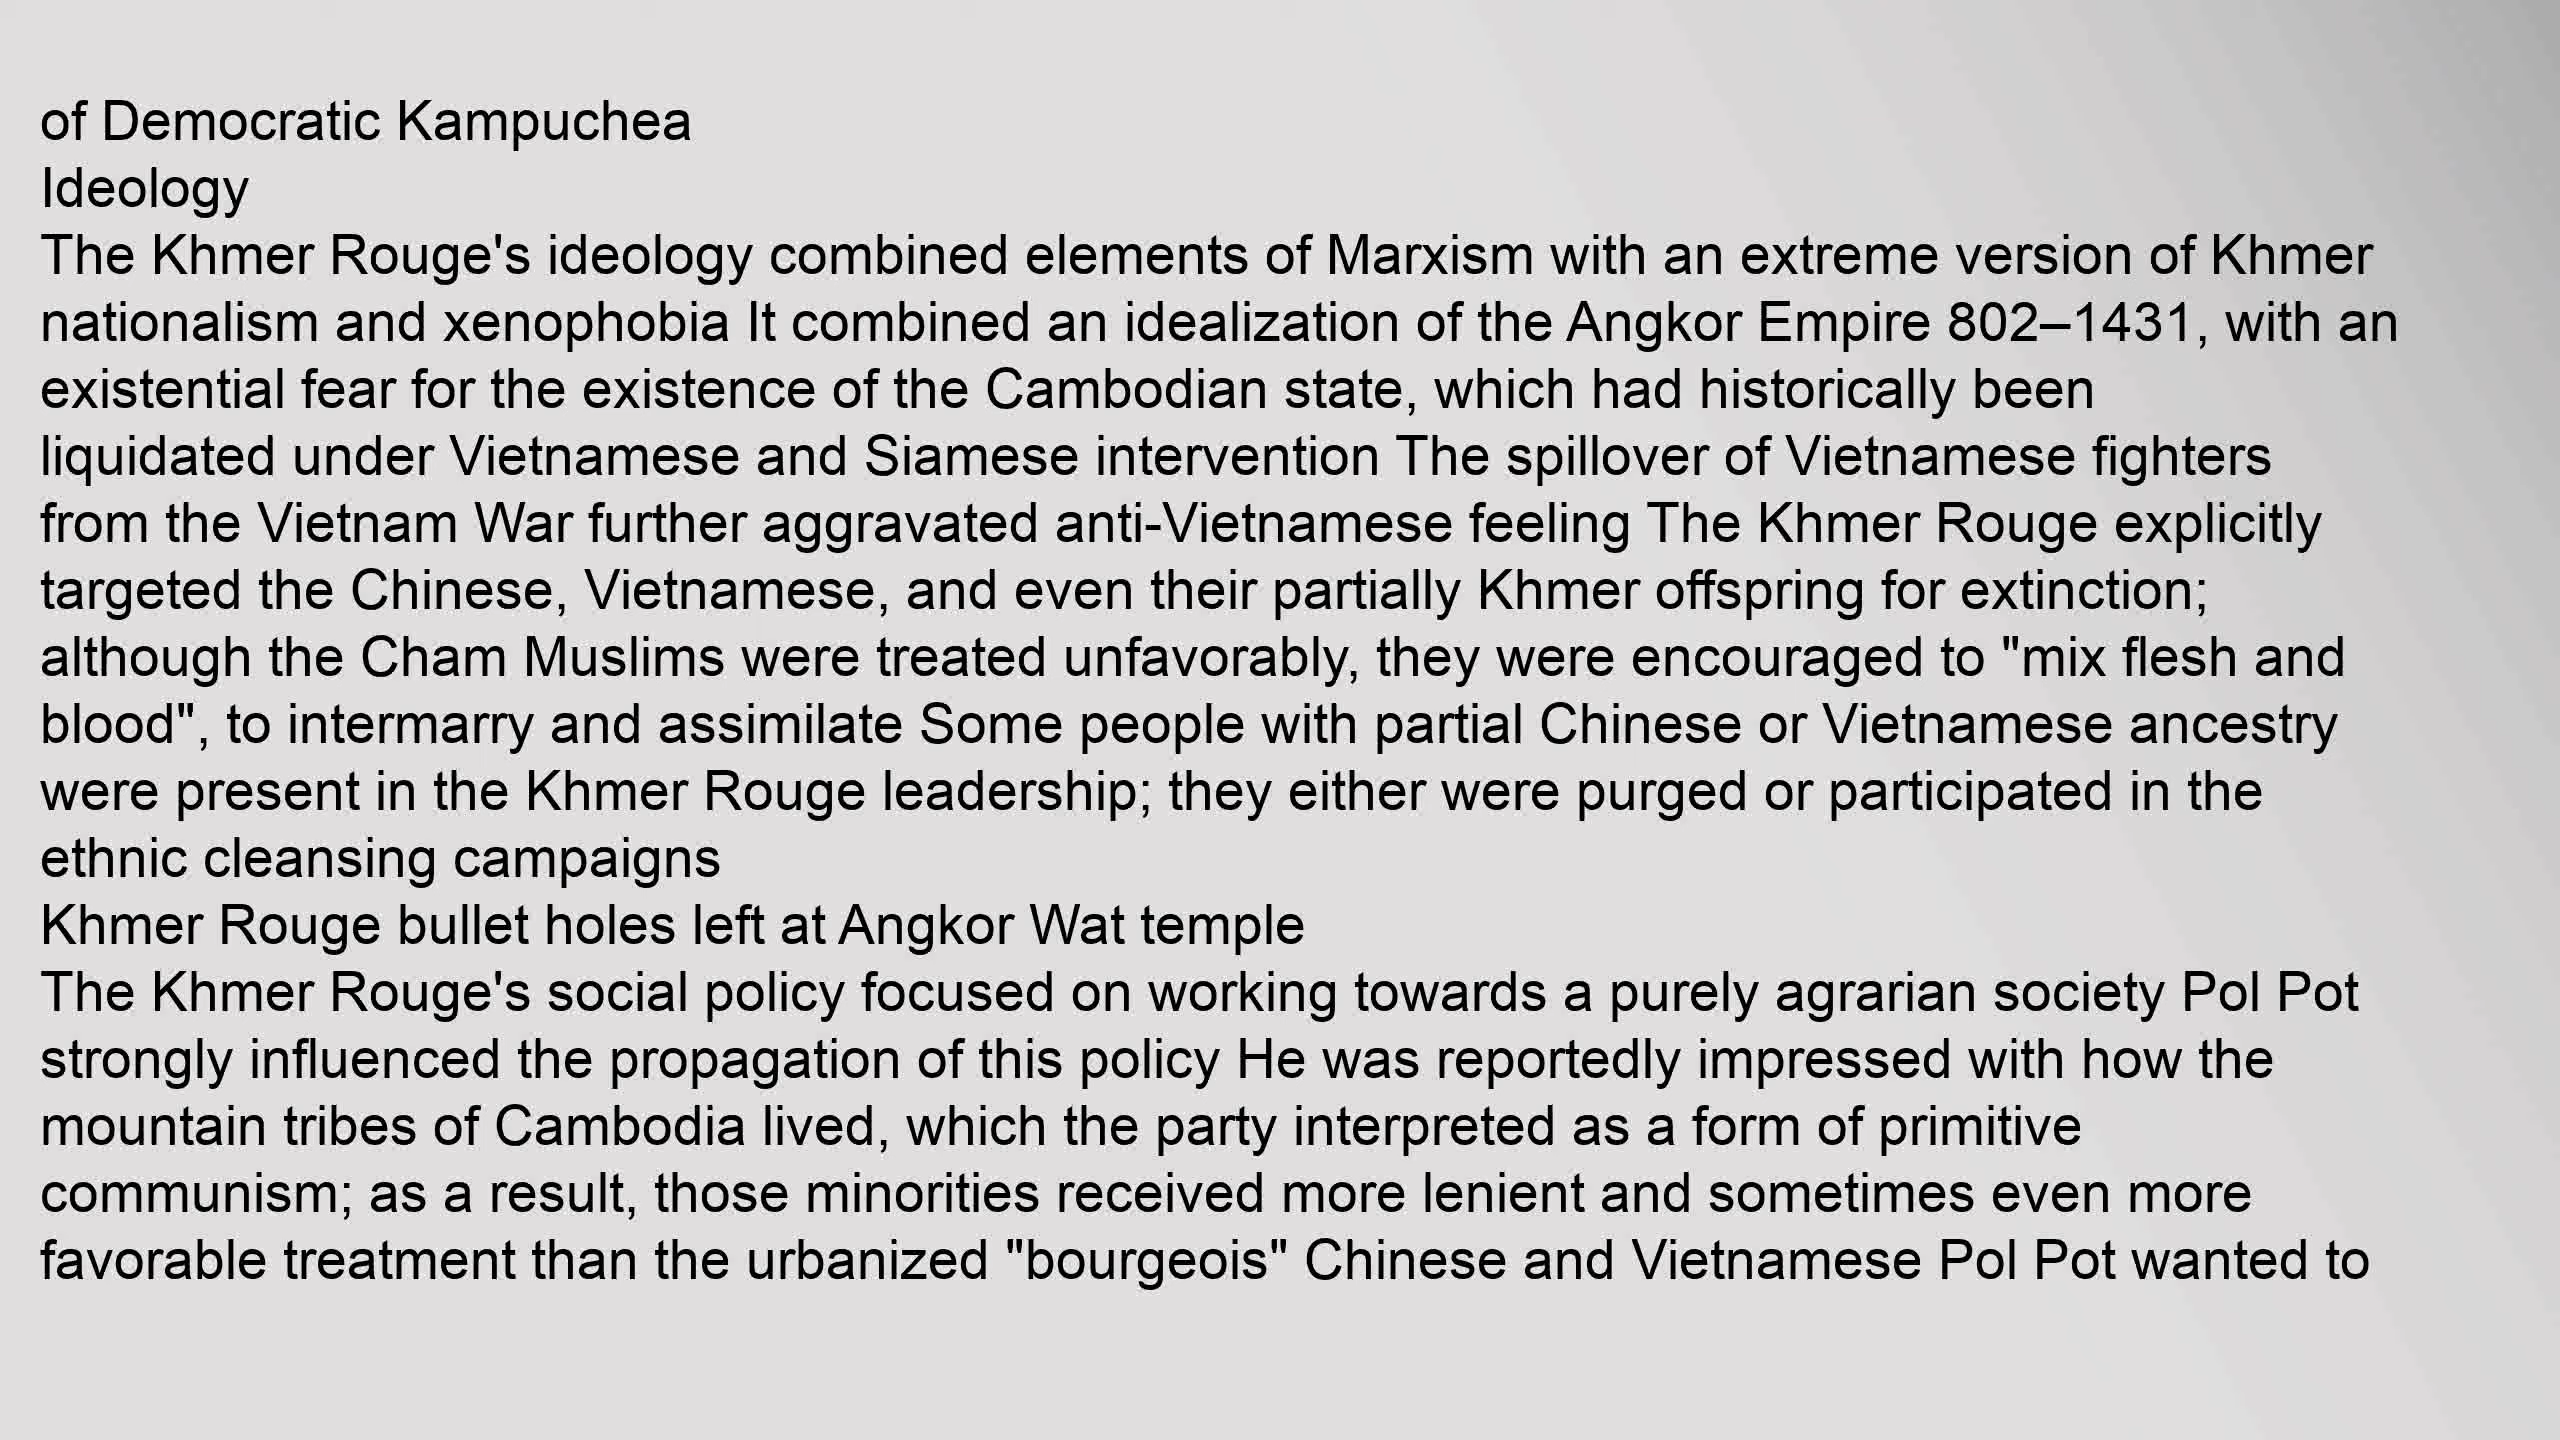 of Democratic Kampuchea
Ideology
The Khmer Rouge's ideology combined elements of Marxism with an extreme version of Khmer
nationalism and xenophobia It combined an idealization of the Angkor Empire 802–1431, with an
existential fear for the existence of the Cambodian state, which had historically been
liquidated under Vietnamese and Siamese intervention The spillover of Vietnamese fighters
from the Vietnam War further aggravated anti-Vietnamese feeling The Khmer Rouge explicitly
targeted the Chinese, Vietnamese, and even their partially Khmer offspring for extinction;
although the Cham Muslims were treated unfavorably, they were encouraged to "mix flesh and
blood", to intermarry and assimilate Some people with partial Chinese or Vietnamese ancestry
were present in the Khmer Rouge leadership; they either were purged or participated in the
ethnic cleansing campaigns
Khmer Rouge bullet holes left at Angkor Wat temple
The Khmer Rouge's social policy focused on working towards a purely agrarian society Pol Pot
strongly influenced the propagation of this policy He was reportedly impressed with how the
mountain tribes of Cambodia lived, which the party interpreted as a form of primitive
communism; as a result, those minorities received more lenient and sometimes even more
favorable treatment than the urbanized "bourgeois" Chinese and Vietnamese Pol Pot wanted to